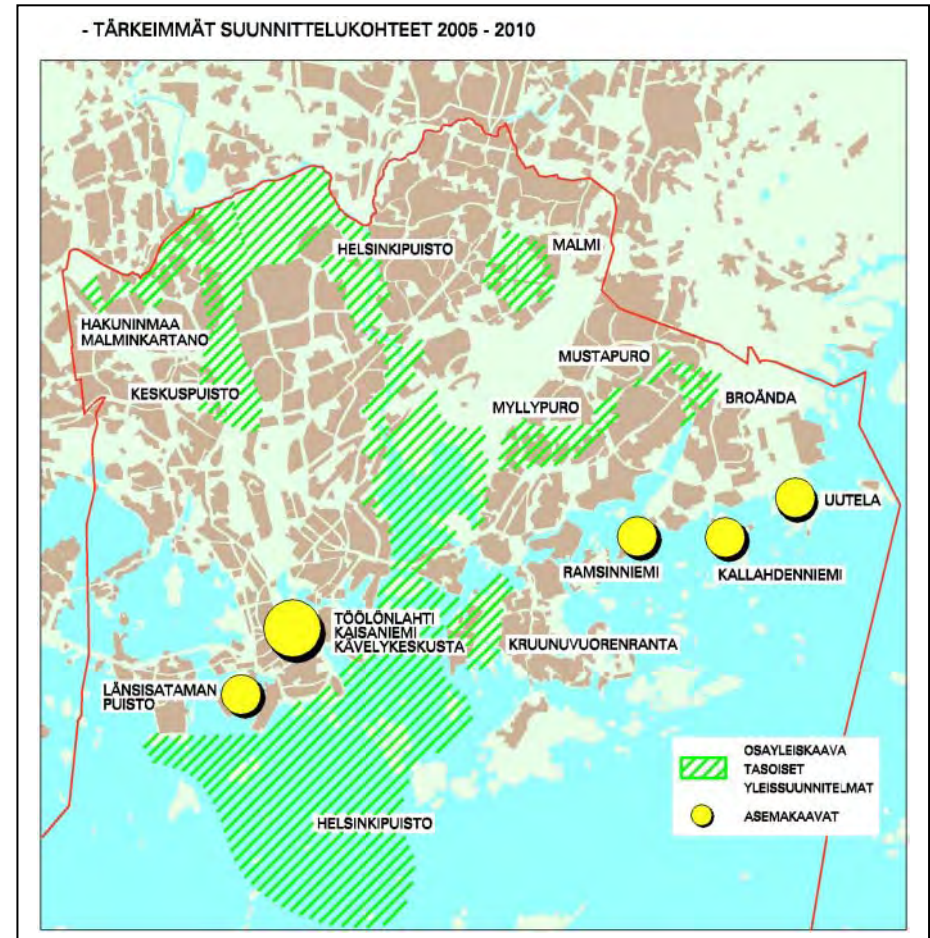 - TÄRKEIMMÄT SUUNNITTELUKOHTEET 2005 - 2010
HELSINKIPUISTO
MALMI
HAKUNINMAA
MALMINKARTANO
MUSTAPURO
KESKUSPUISTO
MYLLYPURO
BROÄNDA
UUTELA
RAMSINNIEMI
KALLAHDENNIEMI
TÖÖLÖNLAHTI
KAISANIEMI
KÄVELYKESKUSTA
KRUUNUVUORENRANTA
LÄNSISATAMAN
PUISTO
HELSINKIPUISTO
OSAYLEISKAAVA
TASOISET
YLEISSUUNNITELMAT
ASEMAKAAVAT